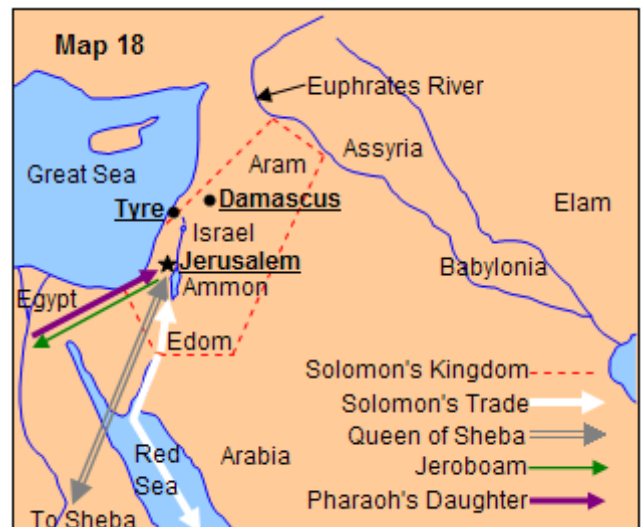 Map 18
Euphrates River
Aram
Assyria
Great Sea
Elam
Damascus
Tyre
Israel
Jerusalem
Babylonia
Ammon
Egypt
Edom
Solomon's Kingdom
Solomon's Trade
Queen of Sheba
Red
Sea
Arabia
Jeroboam
Pharaoh's Daughter
To Sheba